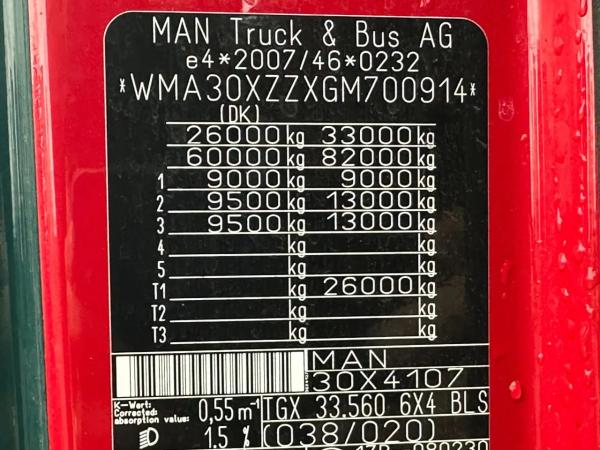 MAN Truck & Bus AG
e4*2007/46*0232
*WMA30XZZXGM700914*
(DK)
26000 kg 33000 kg
60000 kg 82000 kg
1 9000 kg 9000 kg
2 9500 kg 13000 kg
3 9500 kg 13000 kg
4 kg kg
5 kg kg
T1 kg 26000 kg
T2 kg kg
T3 kg kg
MAN
30X4107
K-Wert:
Corrected
absorption value: 0,55 m-1 TGX 33.560 6X4 BLS
1.5 % (038/020)